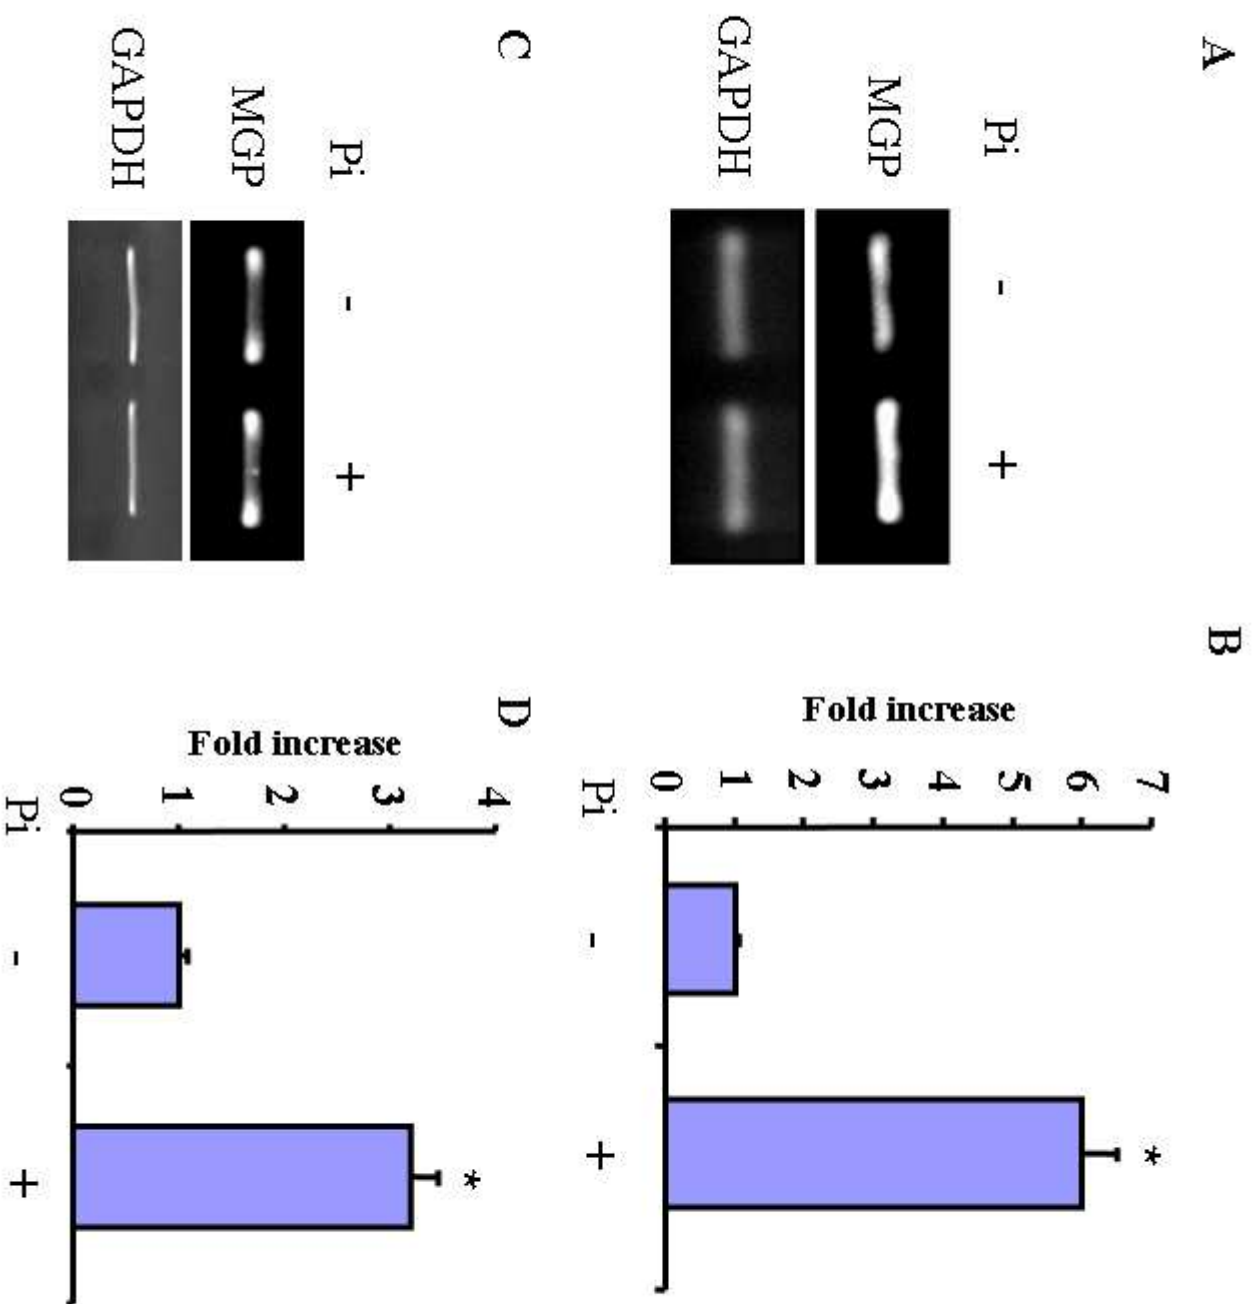 A
Pi - +
MGP
GAPDH
B
Fold increase
7
6
5
4
3
2
1
0
Pi - +
*
C
Pi - +
MGP
GAPDH
D
Fold increase
4
3
2
1
0
Pi - +
*